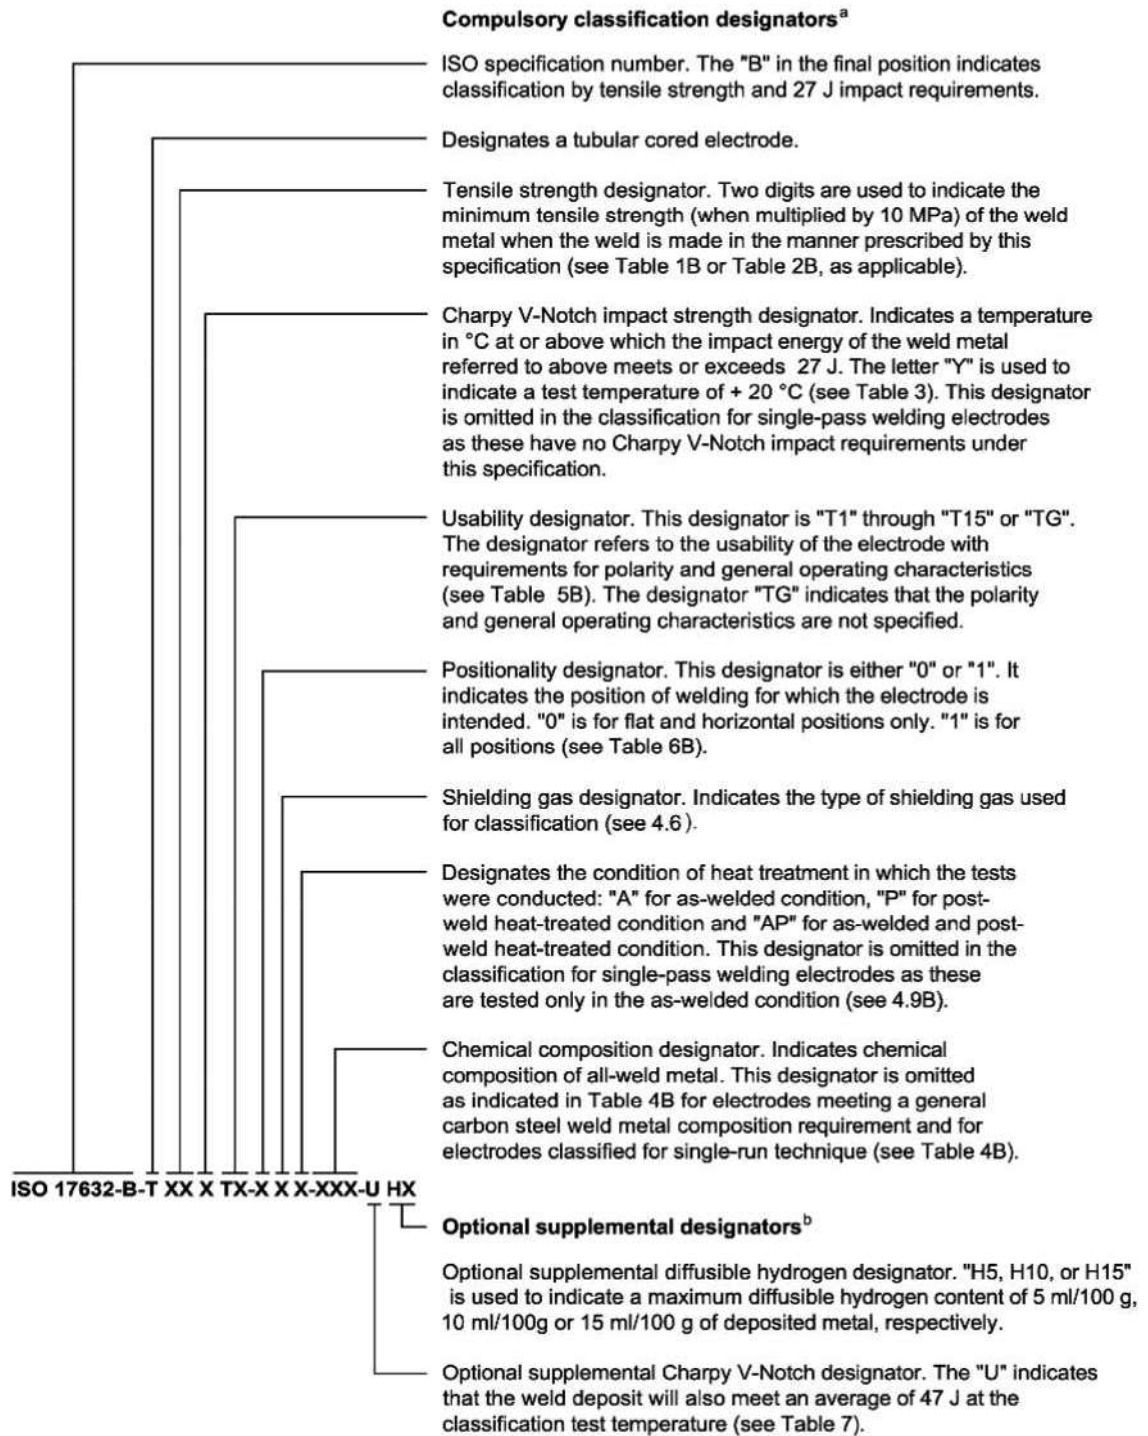 Compulsory classification designatorsᵃ
ISO specification number. The "B" in the final position indicates
classification by tensile strength and 27 J impact requirements.
Designates a tubular cored electrode.
Tensile strength designator. Two digits are used to indicate the
minimum tensile strength (when multiplied by 10 MPa) of the weld
metal when the weld is made in the manner prescribed by this
specification (see Table 1B or Table 2B, as applicable).
Charpy V-Notch impact strength designator. Indicates a temperature
in °C at or above which the impact energy of the weld metal
referred to above meets or exceeds 27 J. The letter "Y" is used to
indicate a test temperature of + 20 °C (see Table 3). This designator
is omitted in the classification for single-pass welding electrodes
as these have no Charpy V-Notch impact requirements under
this specification.
Usability designator. This designator is "T1" through "T15" or "TG".
The designator refers to the usability of the electrode with
requirements for polarity and general operating characteristics
(see Table 5B). The designator "TG" indicates that the polarity
and general operating characteristics are not specified.
Positionality designator. This designator is either "0" or "1". It
indicates the position of welding for which the electrode is
intended. "0" is for flat and horizontal positions only. "1" is for
all positions (see Table 6B).
Shielding gas designator. Indicates the type of shielding gas used
for classification (see 4.6).
Designates the condition of heat treatment in which the tests
were conducted: "A" for as-welded condition, "P" for post-
weld heat-treated condition and "AP" for as-welded and post-
weld heat-treated condition. This designator is omitted in the
classification for single-pass welding electrodes as these
are tested only in the as-welded condition (see 4.9B).
Chemical composition designator. Indicates chemical
composition of all-weld metal. This designator is omitted
as indicated in Table 4B for electrodes meeting a general
carbon steel weld metal composition requirement and for
electrodes classified for single-run technique (see Table 4B).
ISO 17632-B-T XX X TX-X X X-XXX-U HX
Optional supplemental designatorsᵇ
Optional supplemental diffusible hydrogen designator. "H5, H10, or H15"
is used to indicate a maximum diffusible hydrogen content of 5 ml/100 g,
10 ml/100g or 15 ml/100 g of deposited metal, respectively.
Optional supplemental Charpy V-Notch designator. The "U" indicates
that the weld deposit will also meet an average of 47 J at the
classification test temperature (see Table 7).